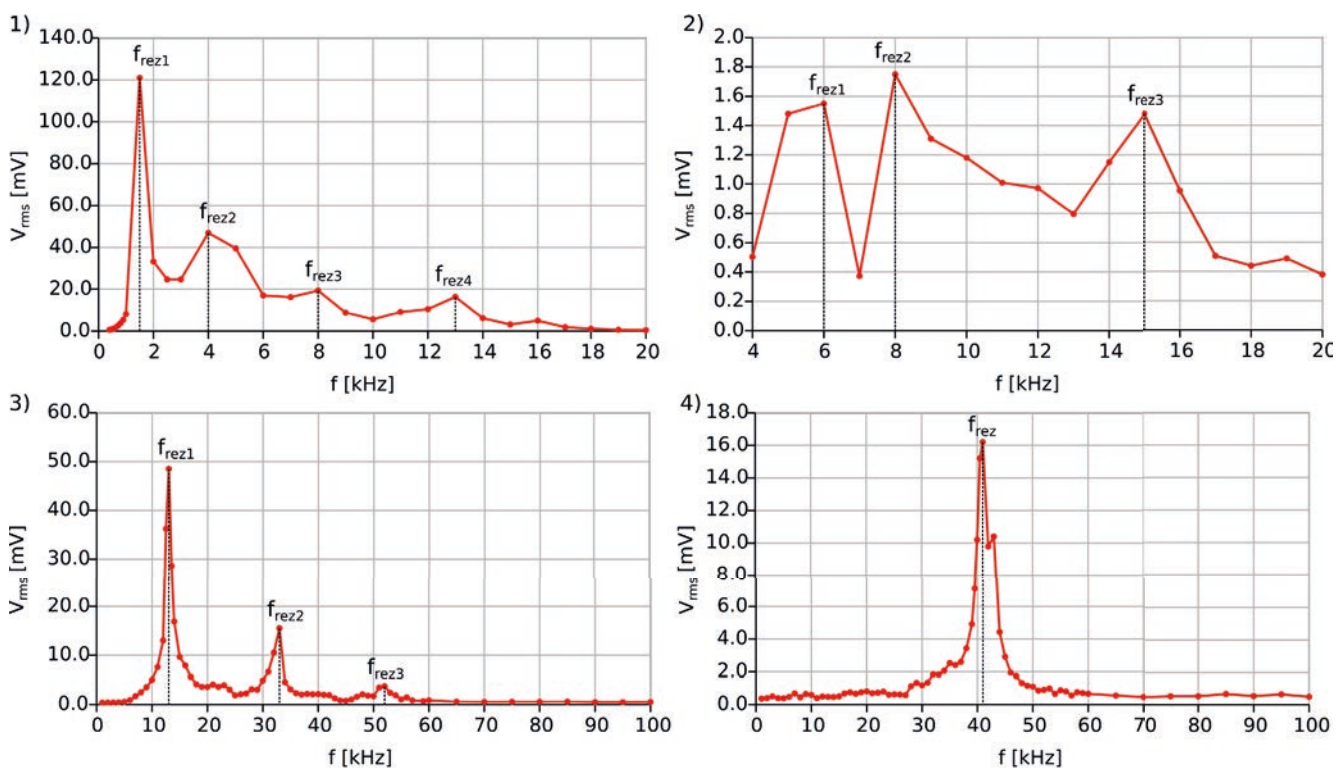 1)
V_rms [mV]
140.0
120.0
100.0
80.0
60.0
40.0
20.0
0.0
f_rez1
f_rez2
f_rez3
f_rez4
0 2 4 6 8 10 12 14 16 18 20
f [kHz]
2)
V_rms [mV]
2.0
1.8
1.6
1.4
1.2
1.0
0.8
0.6
0.4
0.2
0.0
f_rez1
f_rez2
f_rez3
4 6 8 10 12 14 16 18 20
f [kHz]
3)
V_rms [mV]
60.0
50.0
40.0
30.0
20.0
10.0
0.0
f_rez1
f_rez2
f_rez3
0 10 20 30 40 50 60 70 80 90 100
f [kHz]
4)
V_rms [mV]
18.0
16.0
14.0
12.0
10.0
8.0
6.0
4.0
2.0
0.0
f_rez
0 10 20 30 40 50 60 70 80 90 100
f [kHz]